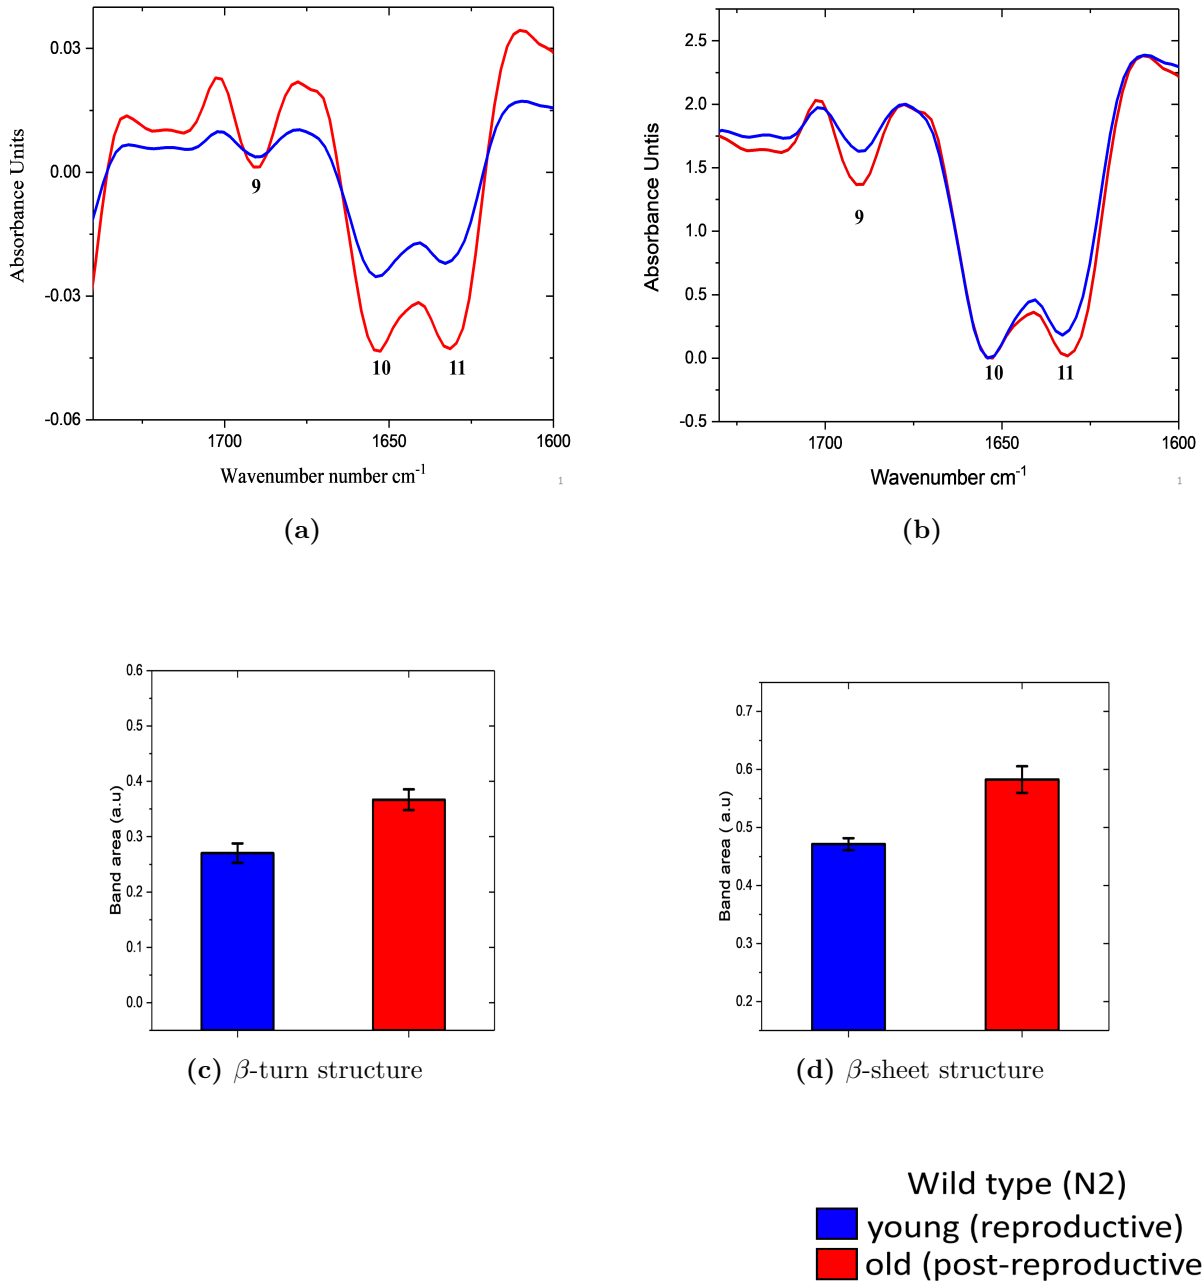 0.03
0.00
-0.03
-0.06
Absorbance Units
9
10
11
1700
1650
1600
Wavenumber number cm-1
1
(a)
2.5
2.0
1.5
1.0
0.5
0.0
-0.5
Absorbance Untis
9
10
11
1700
1650
1600
Wavenumber cm-1
1
(b)
0.6
0.5
0.4
0.3
0.2
0.1
0.0
Band area (a.u)
(c) β-turn structure
0.7
0.6
0.5
0.4
0.3
0.2
Band area ( a.u)
(d) β-sheet structure
Wild type (N2)
young (reproductive)
old (post-reproductive